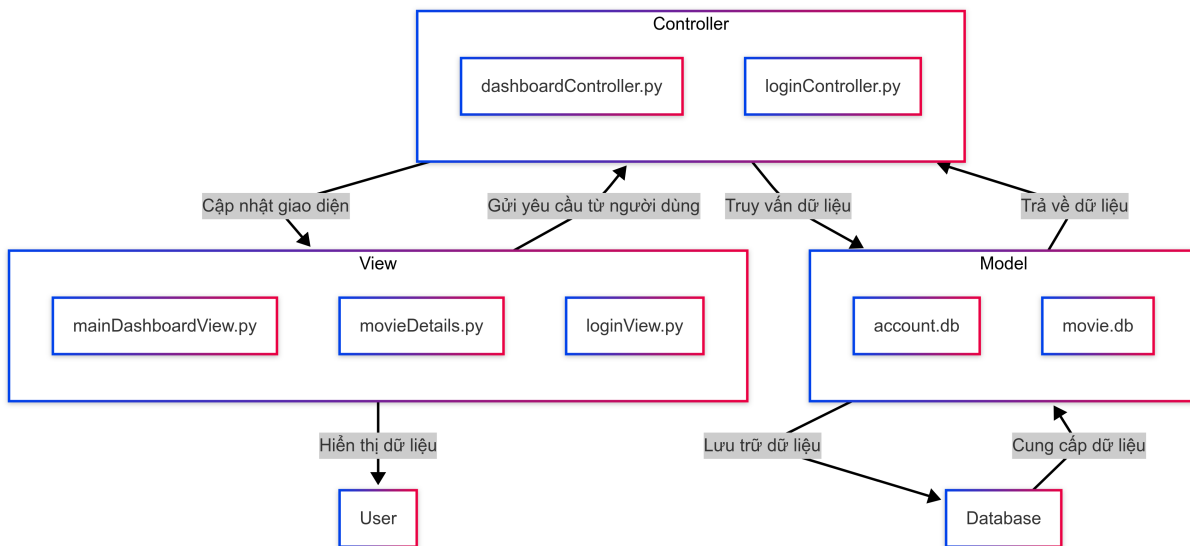 Controller
dashboardController.py
loginController.py
Cập nhật giao diện
Gửi yêu cầu từ người dùng
Truy vấn dữ liệu
Trả về dữ liệu
View
Model
mainDashboardView.py
movieDetails.py
loginView.py
account.db
movie.db
Hiển thị dữ liệu
Lưu trữ dữ liệu
Cung cấp dữ liệu
User
Database